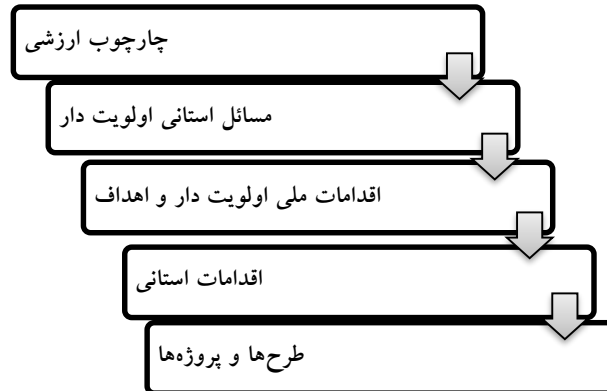 چارچوب ارزشی
مسائل استانی اولویت دار
اقدامات ملی اولویت دار و اهداف
اقدامات استانی
طرح‌ها و پروژه‌ها